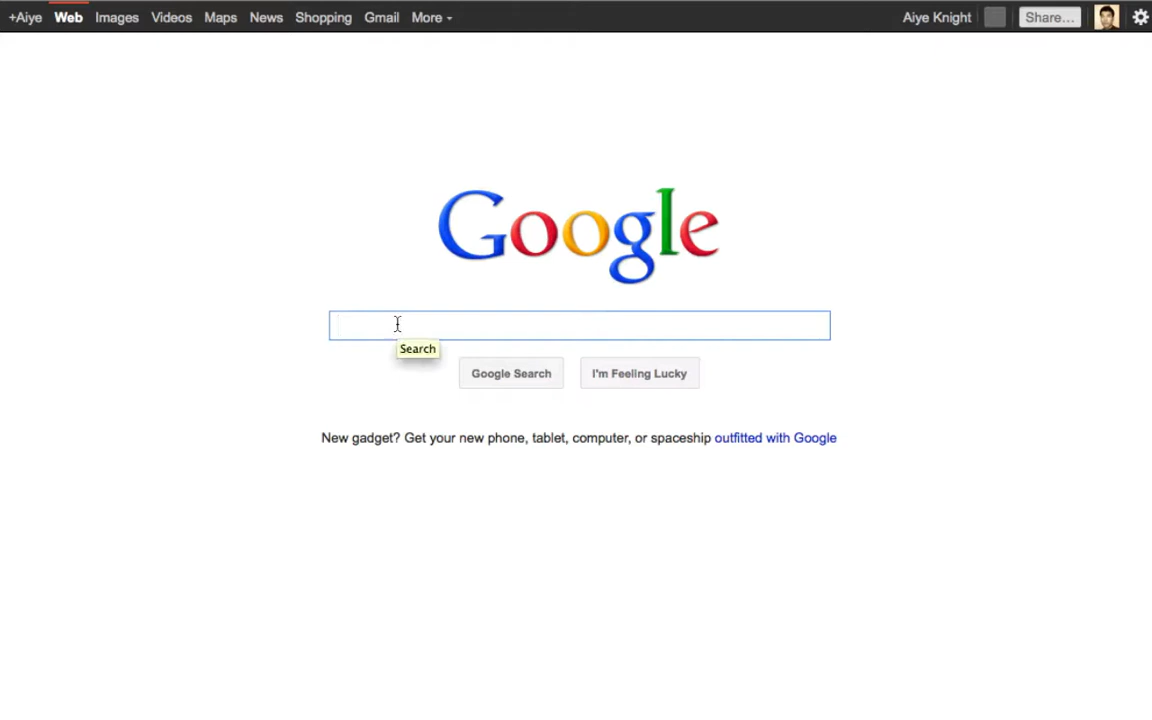 +Aiye Web Images Videos Maps News Shopping Gmail More Aiye Knight Share...
Google
Search
Google Search I'm Feeling Lucky
New gadget? Get your new phone, tablet, computer, or spaceship outfitted with Google